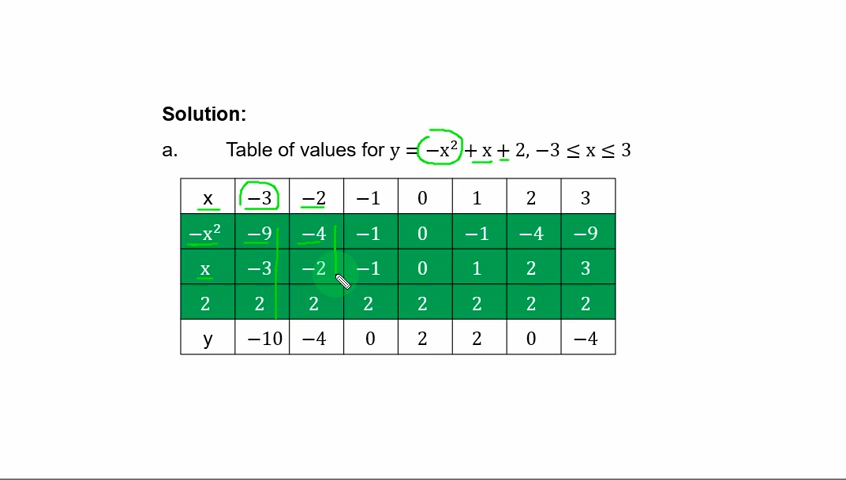 Solution:
a. Table of values for y = −x² + x + 2, −3 ≤ x ≤ 3
x −3 −2 −1 0 1 2 3
−x² −9 −4 −1 0 −1 −4 −9
x −3 −2 −1 0 1 2 3
2 2 2 2 2 2 2 2
y −10 −4 0 2 2 0 −4